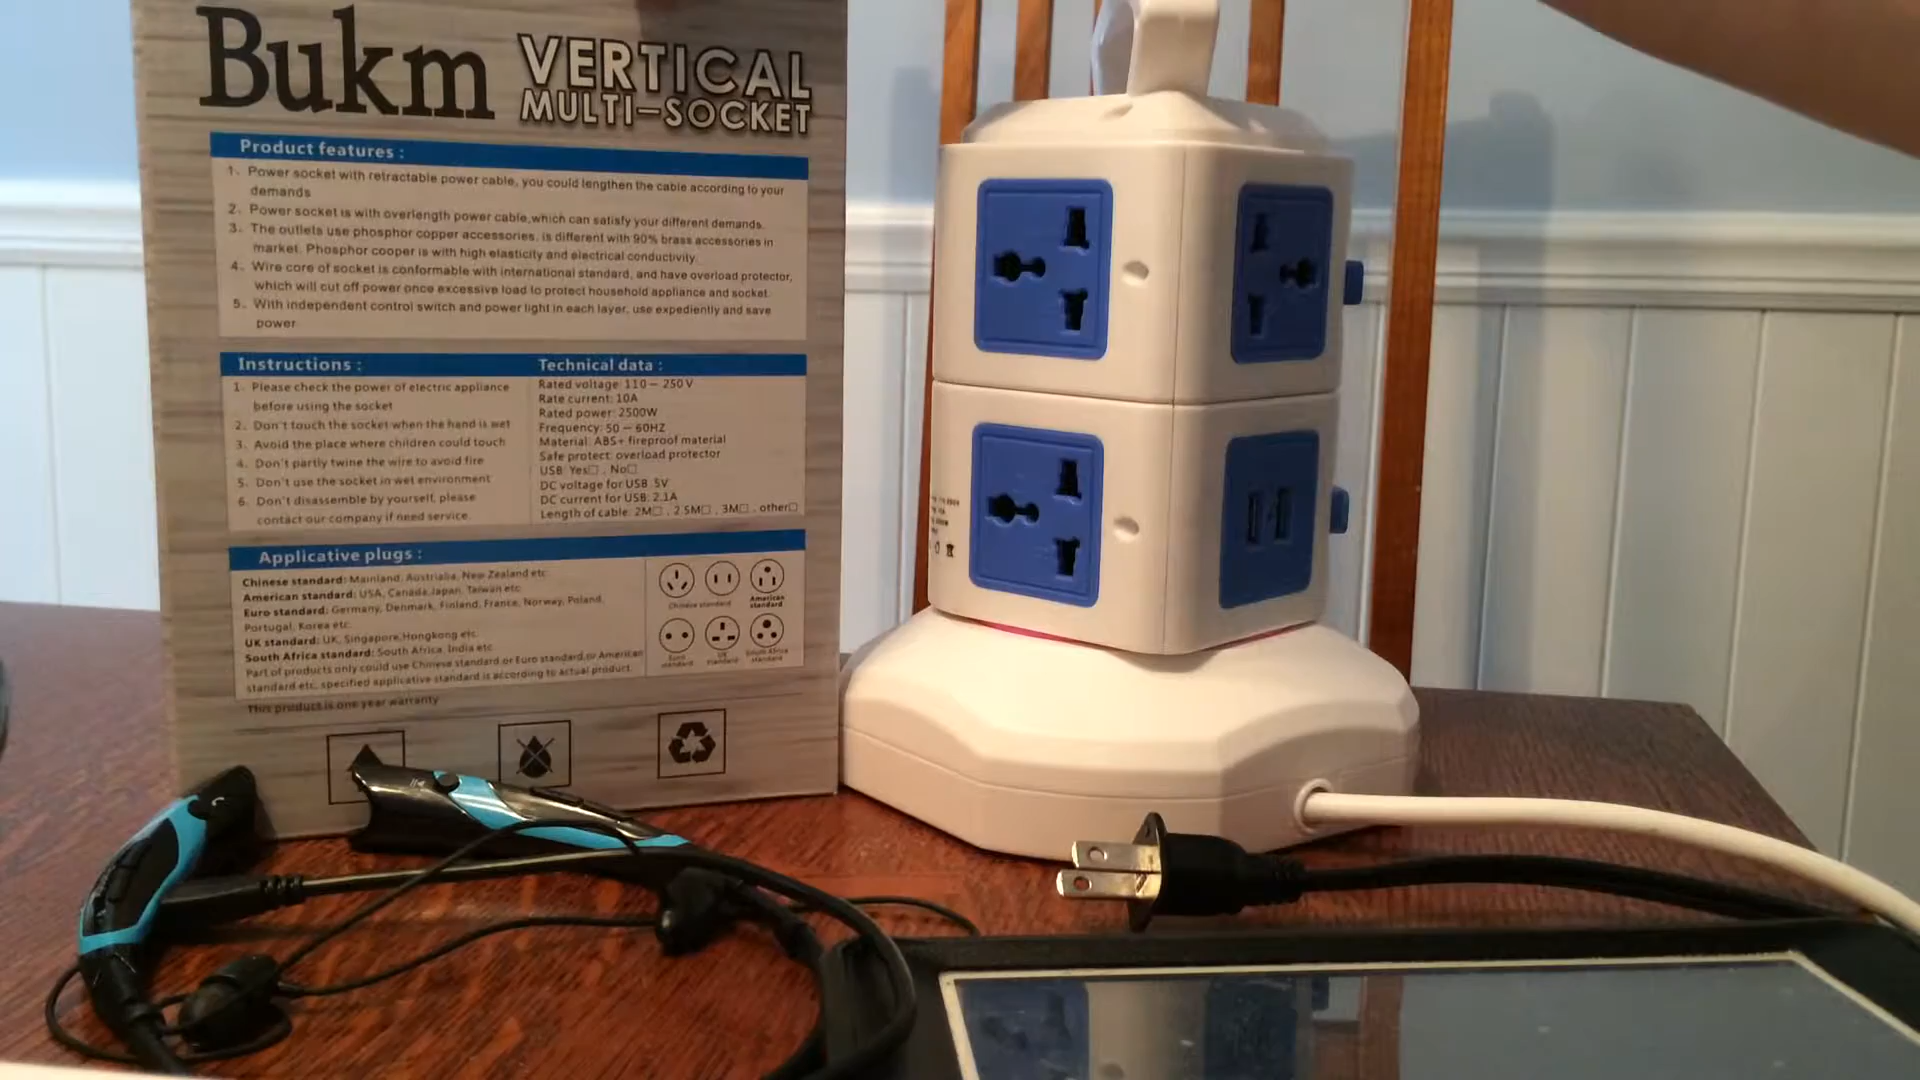 Bukm VERTICAL
MULTI-SOCKET
Product features :
1. Power socket with retractable power cable, you could lengthen the cable according to your
demands
2. Power socket is with overlength power cable,which can satisfy your different demands.
3. The outlets use phosphor copper accessories, is different with 90% brass accessories in
market. Phosphor cooper is with high elasticity and electrical conductivity.
4. Wire core of socket is conformable with international standard, and have overload protector,
which will cut off power once excessive load to protect household appliance and socket.
5. With independent control switch and power light in each layer, use expediently and save
power
Instructions :
1. Please check the power of electric appliance
before using the socket
2. Don't touch the socket when the hand is wet
3. Avoid the place where children could touch
4. Don't partly twine the wire to avoid fire
5. Don't use the socket in wet environment
6. Don't disassemble by yourself, please
contact our company if need service.
Technical data :
Rated voltage: 110 — 250V
Rate current: 10A
Rated power: 2500W
Frequency: 50 — 60HZ
Material: ABS+ fireproof material
Safe protect: overload protector
USB: Yes□ , No□
DC voltage for USB: 5V
DC current for USB: 2.1A
Length of cable: 2M□ , 2.5M□ , 3M□ , other□
Applicative plugs :
Chinese standard: Mainland, Australia, New Zealand etc
American standard: USA, Canada,Japan, Taiwan etc
Euro standard: Germany, Denmark, Finland, France, Norway, Poland,
Portugal, Korea etc.
UK standard: UK, Singapore,Hongkong etc.
South Africa standard: South Africa, India etc
Part of products only could use Chinese standard,or Euro standard,or American
standard etc, specified applicative standard is according to actual product.
This product is one year warranty
Chinese standard
American
standard
Euro
standard
UK
standard
South Africa
standard